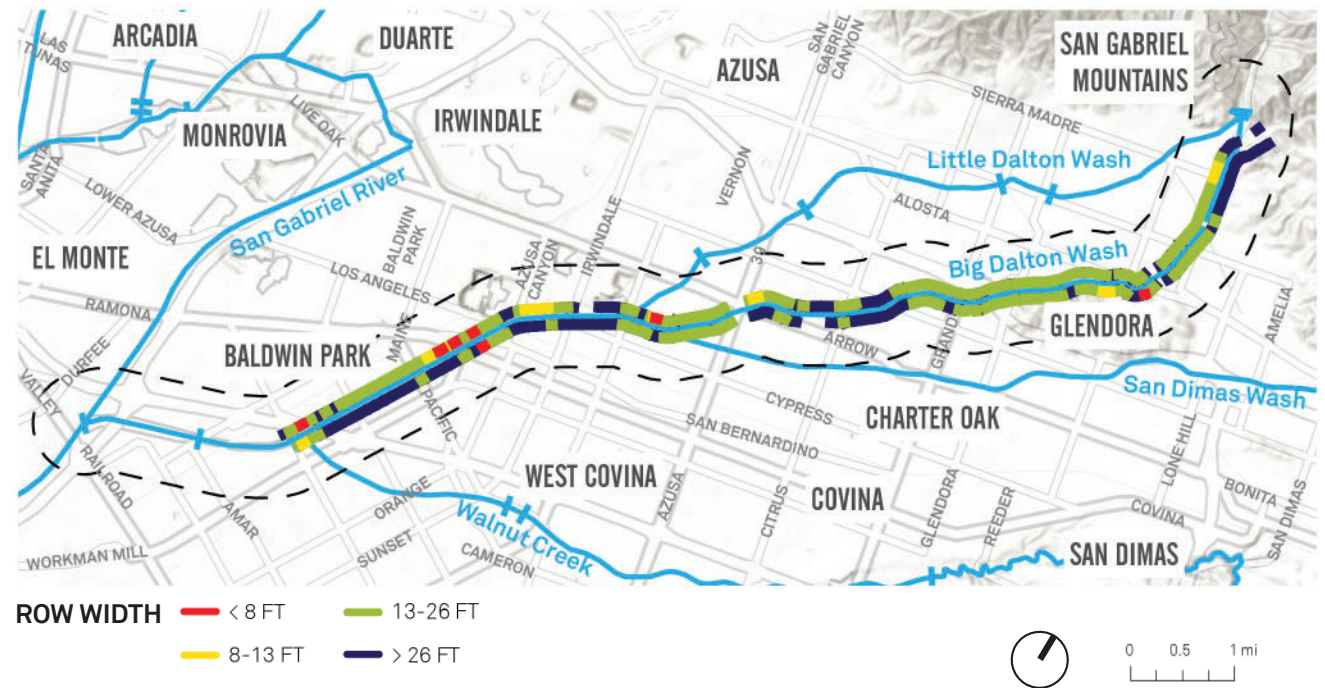 ARCADIA
DUARTE
LAS
TUNAS
SAN
GABRIEL
CANYON
AZUSA
SAN GABRIEL
MOUNTAINS
SIERRA MADRE
LIVE OAK
MONROVIA
IRWINDALE
SANTA
ANITA
LOWER AZUSA
San Gabriel River
VERNON
Little Dalton Wash
ALOSTA
EL MONTE
BALDWIN
PARK
LOS ANGELES
AZUSA
CANYON
IRWINDALE
39
Big Dalton Wash
RAMONA
MAINE
BALDWIN PARK
ARROW
GRAND
GLENDORA
AMELIA
DURFEE
VALLEY
PACIFIC
CYPRESS
CHARTER OAK
San Dimas Wash
SAN BERNARDINO
RAILROAD
AMAR
ORANGE
WEST COVINA
AZUSA
CITRUS
COVINA
GLENDORA
REEDER
LONE HILL
BONITA
COVINA
SAN DIMAS
WORKMAN MILL
SUNSET
Walnut Creek
CAMERON
SAN DIMAS
ROW WIDTH
< 8 FT
13-26 FT
8-13 FT
> 26 FT
0 0.5 1 mi